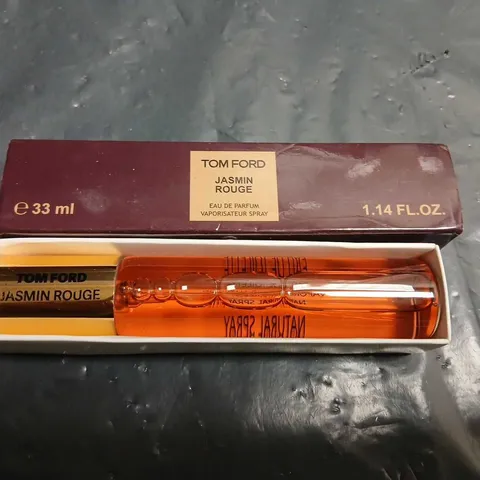 TOM FORD
JASMIN
ROUGE
EAU DE PARFUM
VAPORISATEUR SPRAY
℮ 33 ml
1.14 FL.OZ.
TOM FORD
JASMIN ROUGE
NATURAL SPRAY